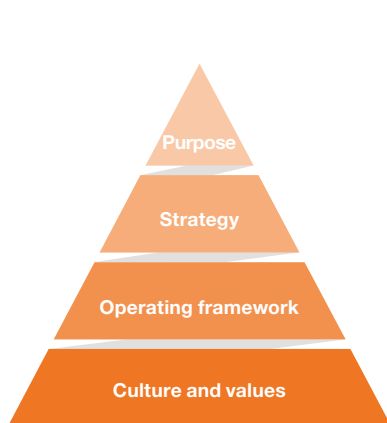 Purpose
Strategy
Operating framework
Culture and values